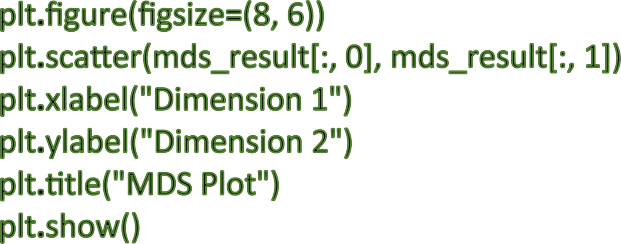 plt.figure(figsize=(8, 6))
plt.scatter(mds_result[:, 0], mds_result[:, 1])
plt.xlabel("Dimension 1")
plt.ylabel("Dimension 2")
plt.title("MDS Plot")
plt.show()